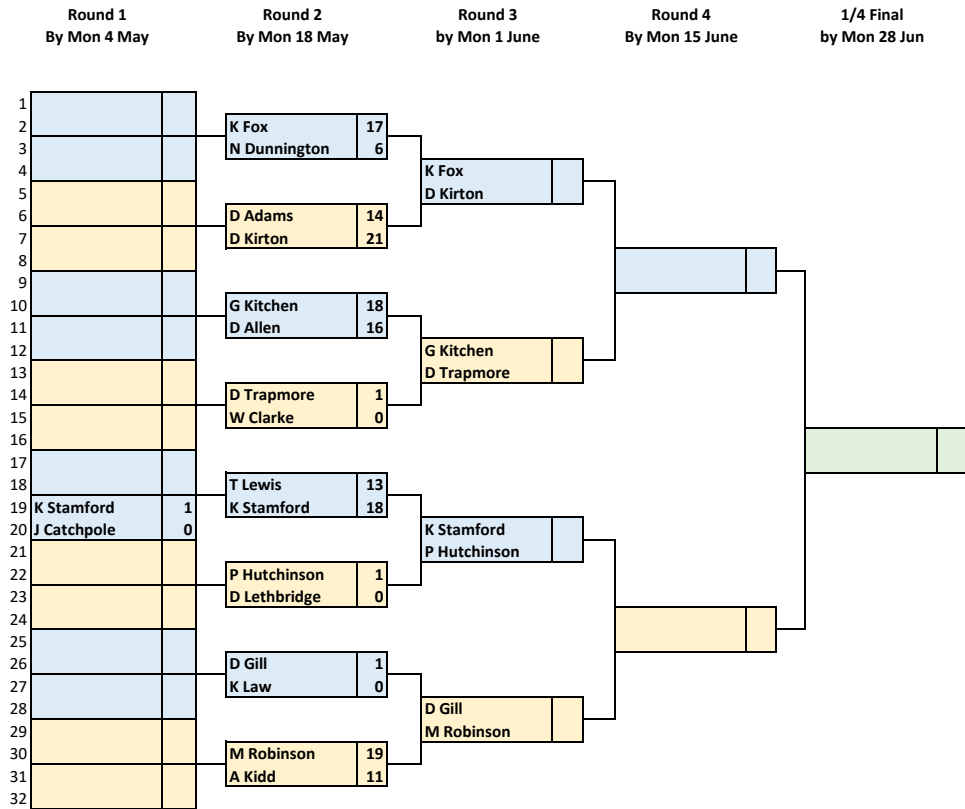 Round 1 Round 2 Round 3 Round 4 1/4 Final
By Mon 4 May By Mon 18 May by Mon 1 June By Mon 15 June by Mon 28 Jun
1
2 K Fox 17
3 N Dunnington 6
4 K Fox
5 D Kirton
6 D Adams 14
7 D Kirton 21
8
9
10 G Kitchen 18
11 D Allen 16
12 G Kitchen
13 D Trapmore
14 D Trapmore 1
15 W Clarke 0
16
17
18 T Lewis 13
19 K Stamford 1 K Stamford 18
20 J Catchpole 0 K Stamford
21 P Hutchinson
22 P Hutchinson 1
23 D Lethbridge 0
24
25
26 D Gill 1
27 K Law 0
28 D Gill
29 M Robinson
30 M Robinson 19
31 A Kidd 11
32